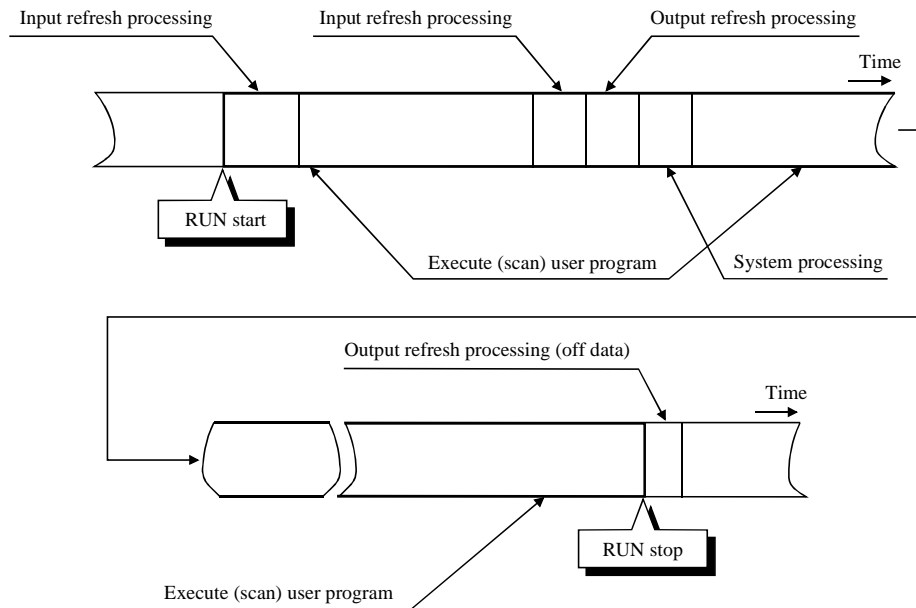 Input refresh processing
Input refresh processing
Output refresh processing
Time
RUN start
Execute (scan) user program
System processing
Output refresh processing (off data)
Time
RUN stop
Execute (scan) user program